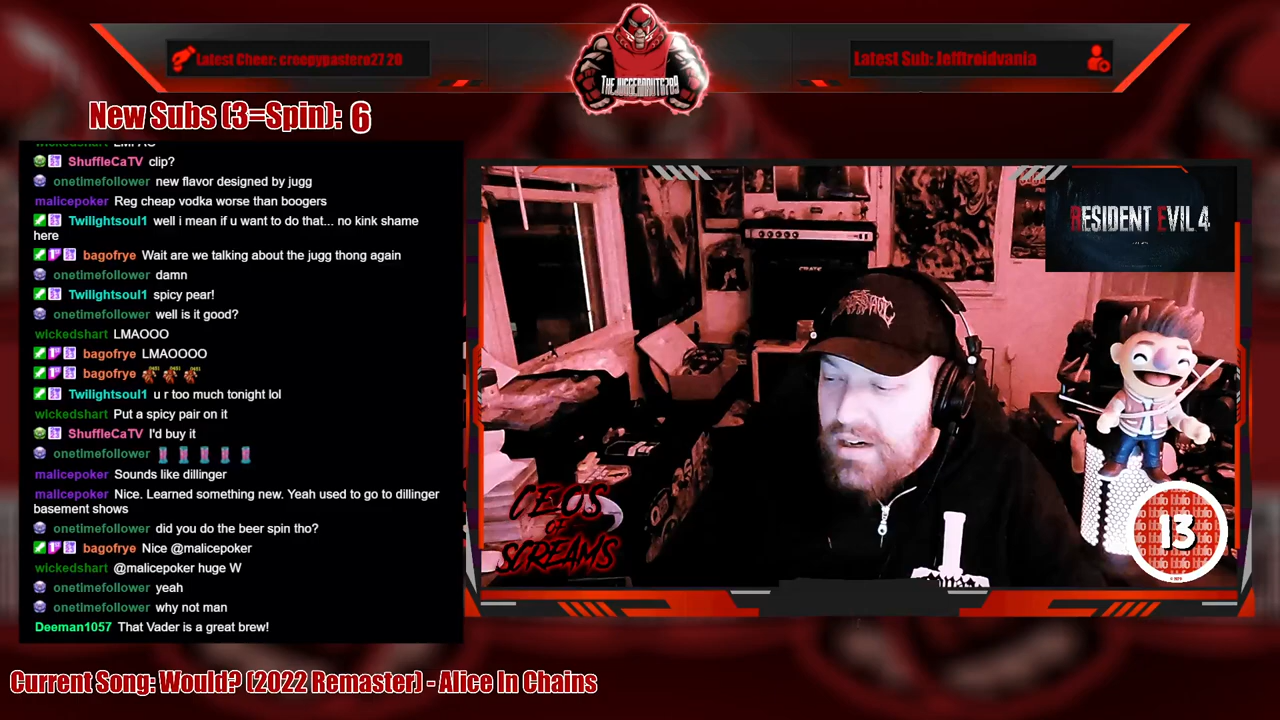 Latest Cheer: creepypastero27 20
THEJUGGERNAUT6789
Latest Sub: Jefftroidvania
New Subs (3=Spin): 6
ShuffleCaTV clip?
onetimefollower new flavor designed by jugg
malicepoker Reg cheap vodka worse than boogers
Twilightsoul1 well i mean if u want to do that... no kink shame
here
bagofrye Wait are we talking about the jugg thong again
onetimefollower damn
Twilightsoul1 spicy pear!
onetimefollower well is it good?
wickedshart LMAOOO
bagofrye LMAOOOO
bagofrye
Twilightsoul1 u r too much tonight lol
wickedshart Put a spicy pair on it
ShuffleCaTV I'd buy it
onetimefollower
malicepoker Sounds like dillinger
malicepoker Nice. Learned something new. Yeah used to go to dillinger
basement shows
onetimefollower did you do the beer spin tho?
bagofrye Nice @malicepoker
wickedshart @malicepoker huge W
onetimefollower yeah
onetimefollower why not man
Deeman1057 That Vader is a great brew!
RESIDENT EVIL 4
CRATE
CEOS
OF
SCREAMS
13
Current Song: Would? (2022 Remaster) - Alice In Chains